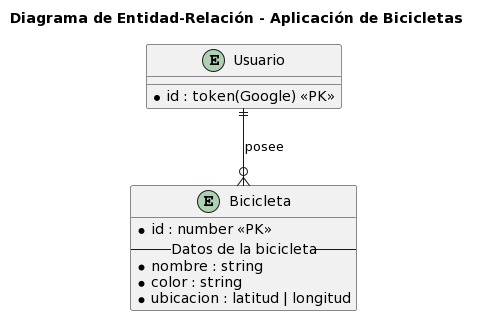 Diagrama de Entidad-Relación - Aplicación de Bicicletas
E Usuario
* id : token(Google) «PK»
posee
E Bicicleta
* id : number «PK»
Datos de la bicicleta
* nombre : string
* color : string
* ubicacion : latitud | longitud